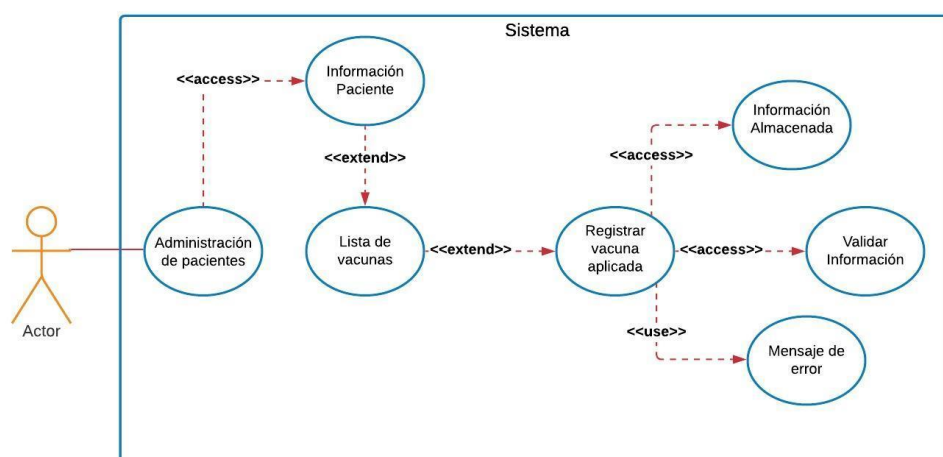 Sistema
<<access>>
Información
Paciente
<<extend>>
Información
Almacenada
<<access>>
Actor
Administración
de pacientes
Lista de
vacunas
<<extend>>
Registrar
vacuna
aplicada
<<access>>
Validar
Información
<<use>>
Mensaje de
error